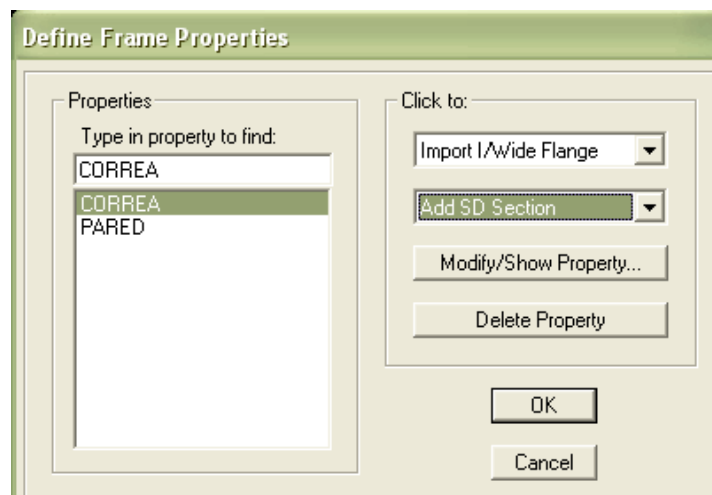 Define Frame Properties
Properties
Type in property to find:
CORREA
CORREA
PARED
Click to:
Import I/Wide Flange
Add SD Section
Modify/Show Property...
Delete Property
OK
Cancel